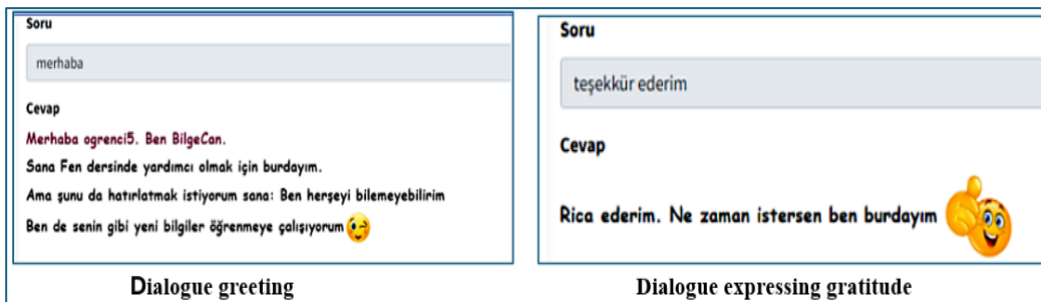 Soru
merhaba
Cevap
Merhaba ogrenci5. Ben BilgeCan.
Sana Fen dersinde yardımcı olmak için burdayım.
Ama şunu da hatırlatmak istiyorum sana: Ben herşeyi bilemeyebilirim
Ben de senin gibi yeni bilgiler öğrenmeye çalışıyorum
Dialogue greeting
Soru
teşekkür ederim
Cevap
Rica ederim. Ne zaman istersen ben burdayım
Dialogue expressing gratitude